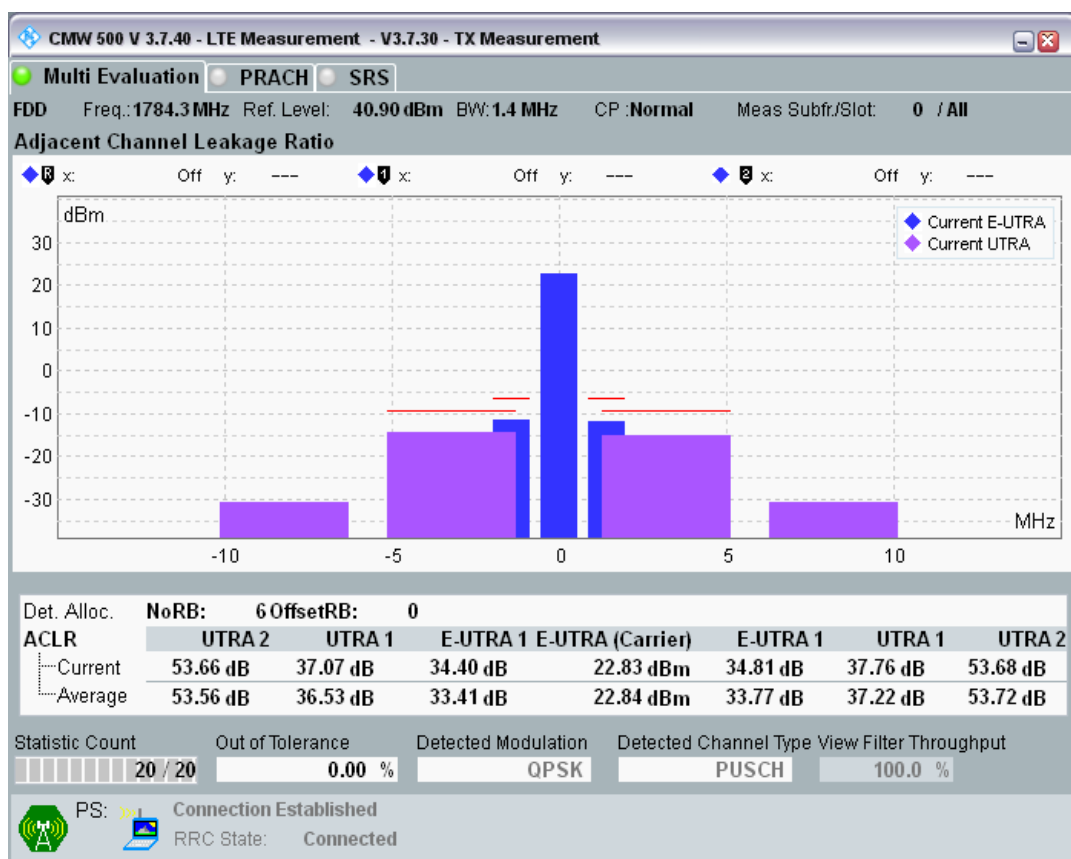 CMW 500 V 3.7.40 - LTE Measurement - V3.7.30 - TX Measurement
Multi Evaluation PRACH SRS
FDD Freq.: 1784.3 MHz Ref. Level: 40.90 dBm BW: 1.4 MHz CP :Normal Meas Subfr./Slot: 0 / All
Adjacent Channel Leakage Ratio
R x: Off y: --- 1 x: Off y: --- 2 x: Off y: ---
dBm
Current E-UTRA
Current UTRA
30
20
10
0
-10
-20
-30
MHz
-10 -5 0 5 10
Det. Alloc. NoRB: 6 OffsetRB: 0
ACLR UTRA 2 UTRA 1 E-UTRA 1 E-UTRA (Carrier) E-UTRA 1 UTRA 1 UTRA 2
Current 53.66 dB 37.07 dB 34.40 dB 22.83 dBm 34.81 dB 37.76 dB 53.68 dB
Average 53.56 dB 36.53 dB 33.41 dB 22.84 dBm 33.77 dB 37.22 dB 53.72 dB
Statistic Count Out of Tolerance Detected Modulation Detected Channel Type View Filter Throughput
20 / 20 0.00 % QPSK PUSCH 100.0 %
PS: Connection Established
RRC State: Connected